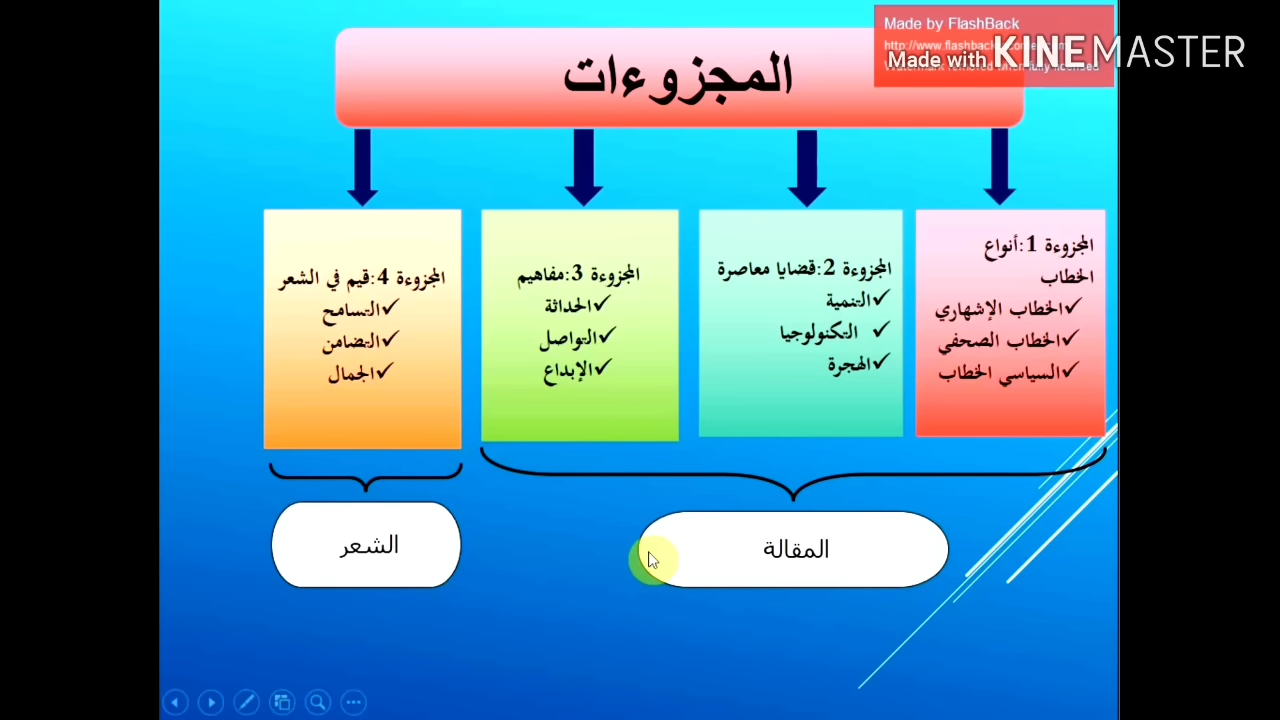 المجزوءات
Made by FlashBack
Made with KINEMASTER
المجزوءة 1:أنواع
الخطاب
✓الخطاب الإشهاري
✓الخطاب الصحفي
✓السياسي الخطاب
المجزوءة 2:قضايا معاصرة
✓التنمية
✓ التكنولوجيا
✓الهجرة
المجزوءة 3:مفاهيم
✓الحداثة
✓التواصل
✓الإبداع
المجزوءة 4:قيم في الشعر
✓التسامح
✓التضامن
✓الجمال
المقالة
الشعر